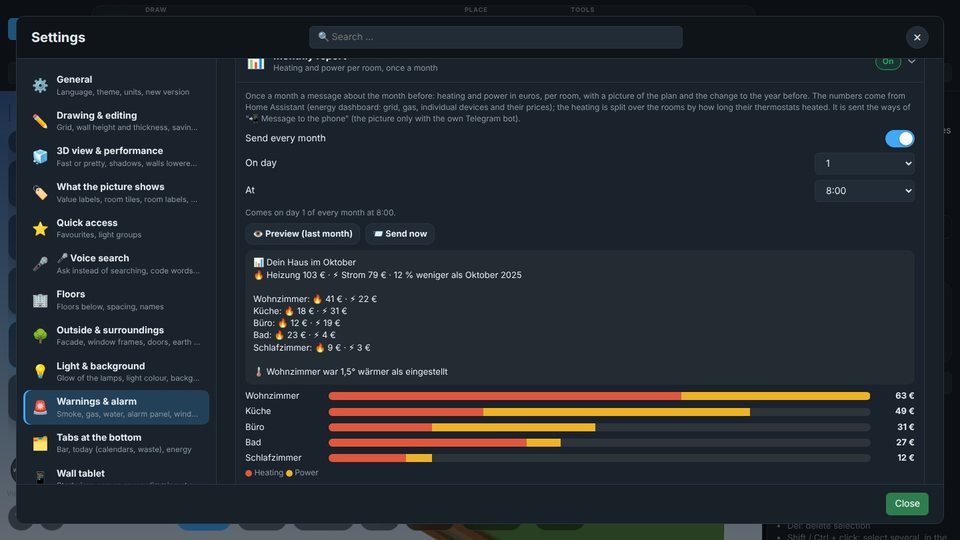 DRAW
PLACE
TOOLS
Settings
🔍 Search ...
✕
General
Language, theme, units, new version
Drawing & editing
Grid, wall height and thickness, savin...
3D view & performance
Fast or pretty, shadows, walls lowere...
What the picture shows
Value labels, room tiles, room labels, ...
Quick access
Favourites, light groups
🎤 Voice search
Ask instead of searching, code words...
Floors
Floors below, spacing, names
Outside & surroundings
Facade, window frames, doors, earth ...
Light & background
Glow of the lamps, light colour, backg...
Warnings & alarm
Smoke, gas, water, alarm panel, wind...
Tabs at the bottom
Bar, today (calendars, waste), energy
Wall tablet
Heating and power per room, once a month
On
Once a month a message about the month before: heating and power in euros, per room, with a picture of the plan and the change to the year before. The numbers come from
Home Assistant (energy dashboard: grid, gas, individual devices and their prices); the heating is split over the rooms by how long their thermostats heated. It is sent the ways of
"📲 Message to the phone" (the picture only with the own Telegram bot).
Send every month
On day
1
At
8:00
Comes on day 1 of every month at 8:00.
👁️ Preview (last month)
📨 Send now
📊 Dein Haus im Oktober
🔥 Heizung 103 € · ⚡ Strom 79 € · 12 % weniger als Oktober 2025
Wohnzimmer: 🔥 41 € · ⚡ 22 €
Küche: 🔥 18 € · ⚡ 31 €
Büro: 🔥 12 € · ⚡ 19 €
Bad: 🔥 23 € · ⚡ 4 €
Schlafzimmer: 🔥 9 € · ⚡ 3 €
🌡️ Wohnzimmer war 1,5° wärmer als eingestellt
Wohnzimmer 63 €
Küche 49 €
Büro 31 €
Bad 27 €
Schlafzimmer 12 €
Heating Power
Close
Del: delete selection
Shift / Ctrl + click: select several, in the